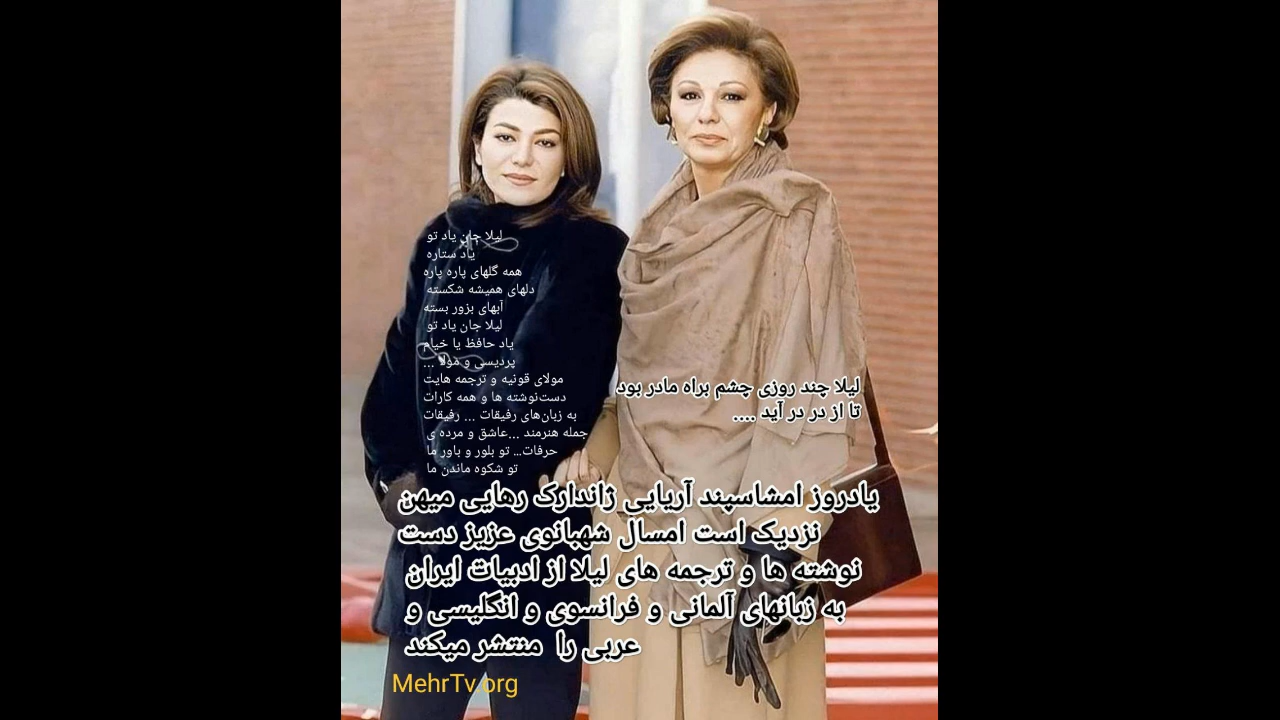 لیلا جان یاد تو
یاد ستاره
همه گلهای پاره پاره
دلهای همیشه شکسته
آبهای بزور بسته
لیلا جان یاد تو
یاد حافظ یا خیام
پردیسی و مولا ...
مولای قونیه و ترجمه هایت
دست‌نوشته ها و همه کارات
به زبان‌های رفیقات ... رفیقات
جمله هنرمند ...عاشق و مرده ی
حرفات... تو بلور و باور ما
تو شکوه ماندن ما
لیلا چند روزی چشم براه مادر بود
تا از در در آید ....
یادروز امشاسپند آریایی ژاندارک رهایی میهن
نزدیک است امسال شهبانوی عزیز دست
نوشته ها و ترجمه های لیلا از ادبیات ایران
به زبانهای آلمانی و فرانسوی و انگلیسی و
عربی را منتشر میکند
MehrTv.org